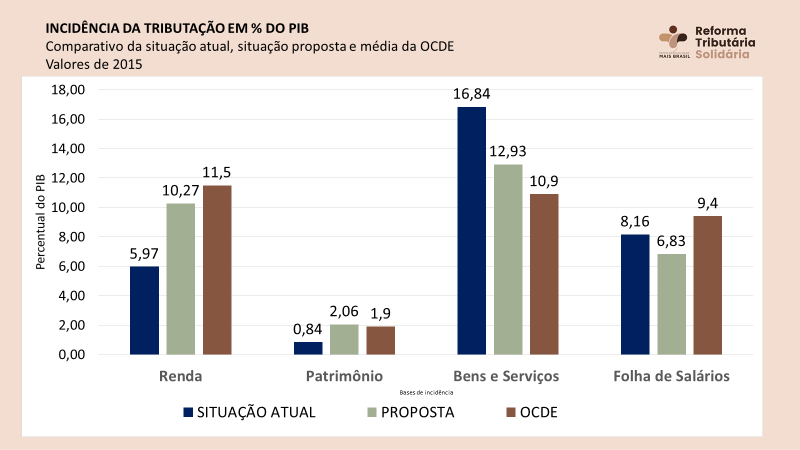 INCIDÊNCIA DA TRIBUTAÇÃO EM % DO PIB
Comparativo da situação atual, situação proposta e média da OCDE
Valores de 2015
Reforma
Tributária
Solidária
MAIS BRASIL
Percentual do PIB
18,00
16,00
14,00
12,00
10,00
8,00
6,00
4,00
2,00
0,00
5,97
10,27
11,5
0,84
2,06
1,9
16,84
12,93
10,9
8,16
6,83
9,4
Renda
Patrimônio
Bens e Serviços
Folha de Salários
Bases de incidência
SITUAÇÃO ATUAL
PROPOSTA
OCDE